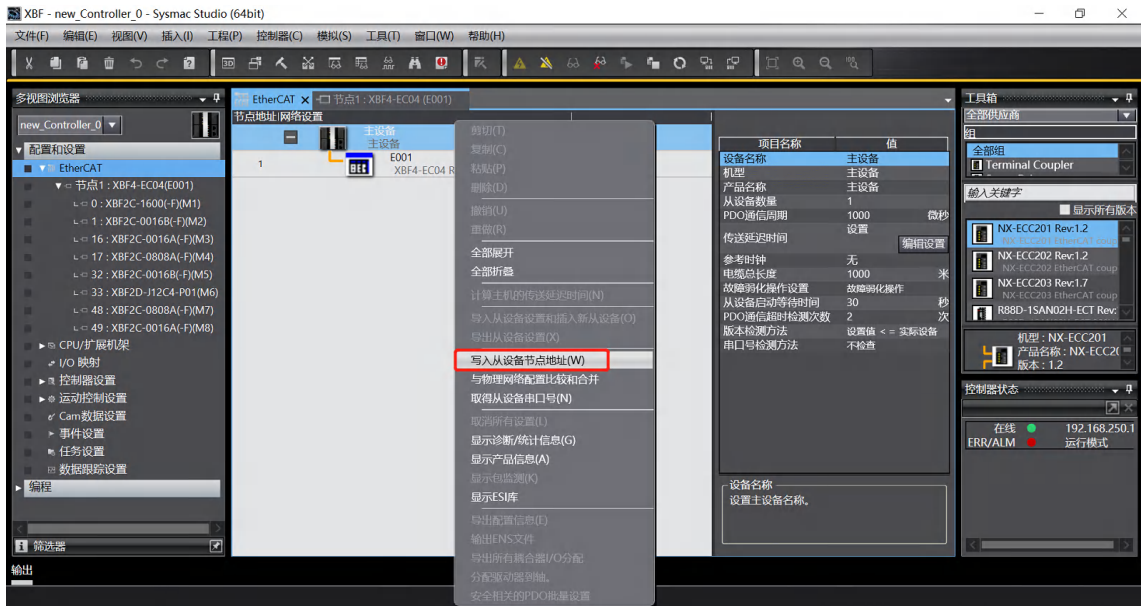 XBF - new_Controller_0 - Sysmac Studio (64bit)
文件(F) 编辑(E) 视图(V) 插入(I) 工程(P) 控制器(C) 模拟(S) 工具(T) 窗口(W) 帮助(H)
多视图浏览器
new_Controller_0
配置和设置
EtherCAT
节点1 : XBF4-EC04(E001)
0 : XBF2C-1600(-F)(M1)
1 : XBF2C-0016B(-F)(M2)
16 : XBF2C-0016A(-F)(M3)
17 : XBF2C-0808A(-F)(M4)
32 : XBF2C-0016B(-F)(M5)
33 : XBF2D-J12C4-P01(M6)
48 : XBF2C-0808A(-F)(M7)
49 : XBF2C-0016A(-F)(M8)
CPU/扩展机架
I/O 映射
控制器设置
运动控制设置
Cam数据设置
事件设置
任务设置
数据跟踪设置
编程
筛选器
输出
EtherCAT
节点1 : XBF4-EC04 (E001)
节点地址|网络设置
主设备
主设备
1
E001
XBF4-EC04 R
剪切(T)
复制(C)
粘贴(P)
删除(D)
撤销(U)
重做(R)
全部展开
全部折叠
计算主机的传送延迟时间(N)
导入从设备设置和插入新从设备(O)
导出从设备设置(X)
写入从设备节点地址(W)
与物理网络配置比较和合并
取得从设备串口号(N)
取消所有设置(L)
显示诊断/统计信息(G)
显示产品信息(A)
显示包监测(K)
显示ESI库
导出配置信息(E)
输出ENS文件
导出所有耦合器I/O分配
分配驱动器到轴。
安全相关的PDO批量设置
项目名称 值
设备名称 主设备
机型 主设备
产品名称 主设备
从设备数量 1
PDO通信周期 1000 微秒
传送延迟时间 设置
编辑设置
参考时钟 无
电缆总长度 1000 米
故障弱化操作设置 故障弱化操作
从设备启动等待时间 30 秒
PDO通信超时检测次数 2 次
版本检测方法 设置值 <= 实际设备
串口号检测方法 不检查
设备名称
设置主设备名称。
工具箱
全部供应商
组
全部组
Terminal Coupler
输入关键字
显示所有版本
NX-ECC201 Rev:1.2
NX-ECC201 EtherCAT coup
NX-ECC202 Rev:1.2
NX-ECC202 EtherCAT coup
NX-ECC203 Rev:1.7
NX-ECC203 EtherCAT coup
R88D-1SAN02H-ECT Rev:
机型 : NX-ECC201
产品名称 : NX-ECC2(
版本 : 1.2
控制器状态
在线 192.168.250.1
ERR/ALM 运行模式